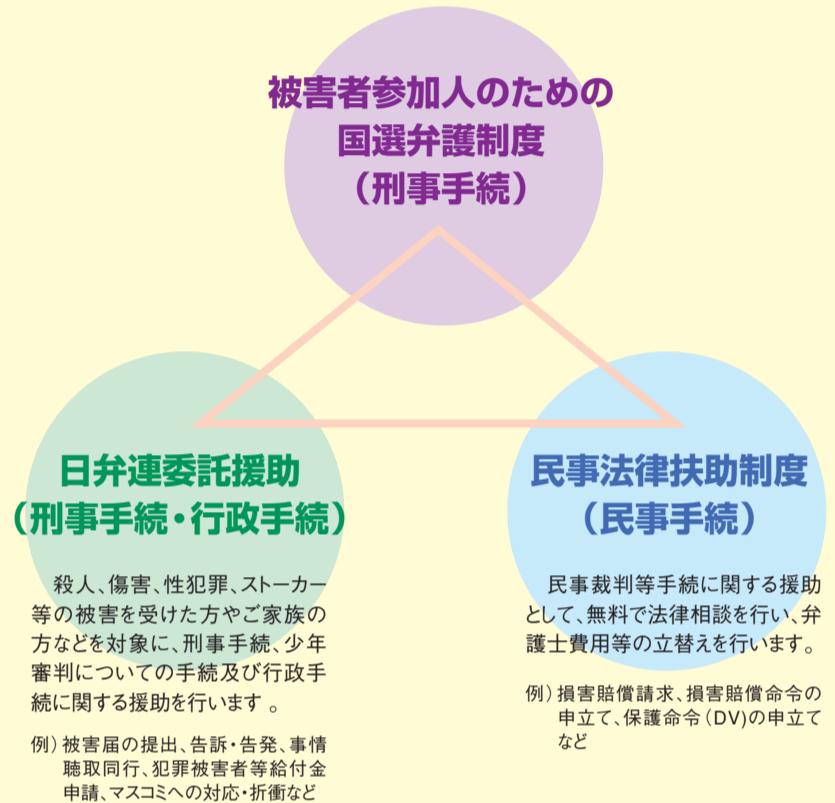 被害者参加人のための
国選弁護制度
（刑事手続）
日弁連委託援助
（刑事手続・行政手続）
殺人、傷害、性犯罪、ストーカー
等の被害を受けた方やご家族の
方などを対象に、刑事手続、少年
審判についての手続及び行政手
続に関する援助を行います。
例）被害届の提出、告訴・告発、事情
聴取同行、犯罪被害者等給付金
申請、マスコミへの対応・折衝など
民事法律扶助制度
（民事手続）
民事裁判等手続に関する援助
として、無料で法律相談を行い、弁
護士費用等の立替えを行います。
例）損害賠償請求、損害賠償命令の
申立て、保護命令（DV)の申立て
など